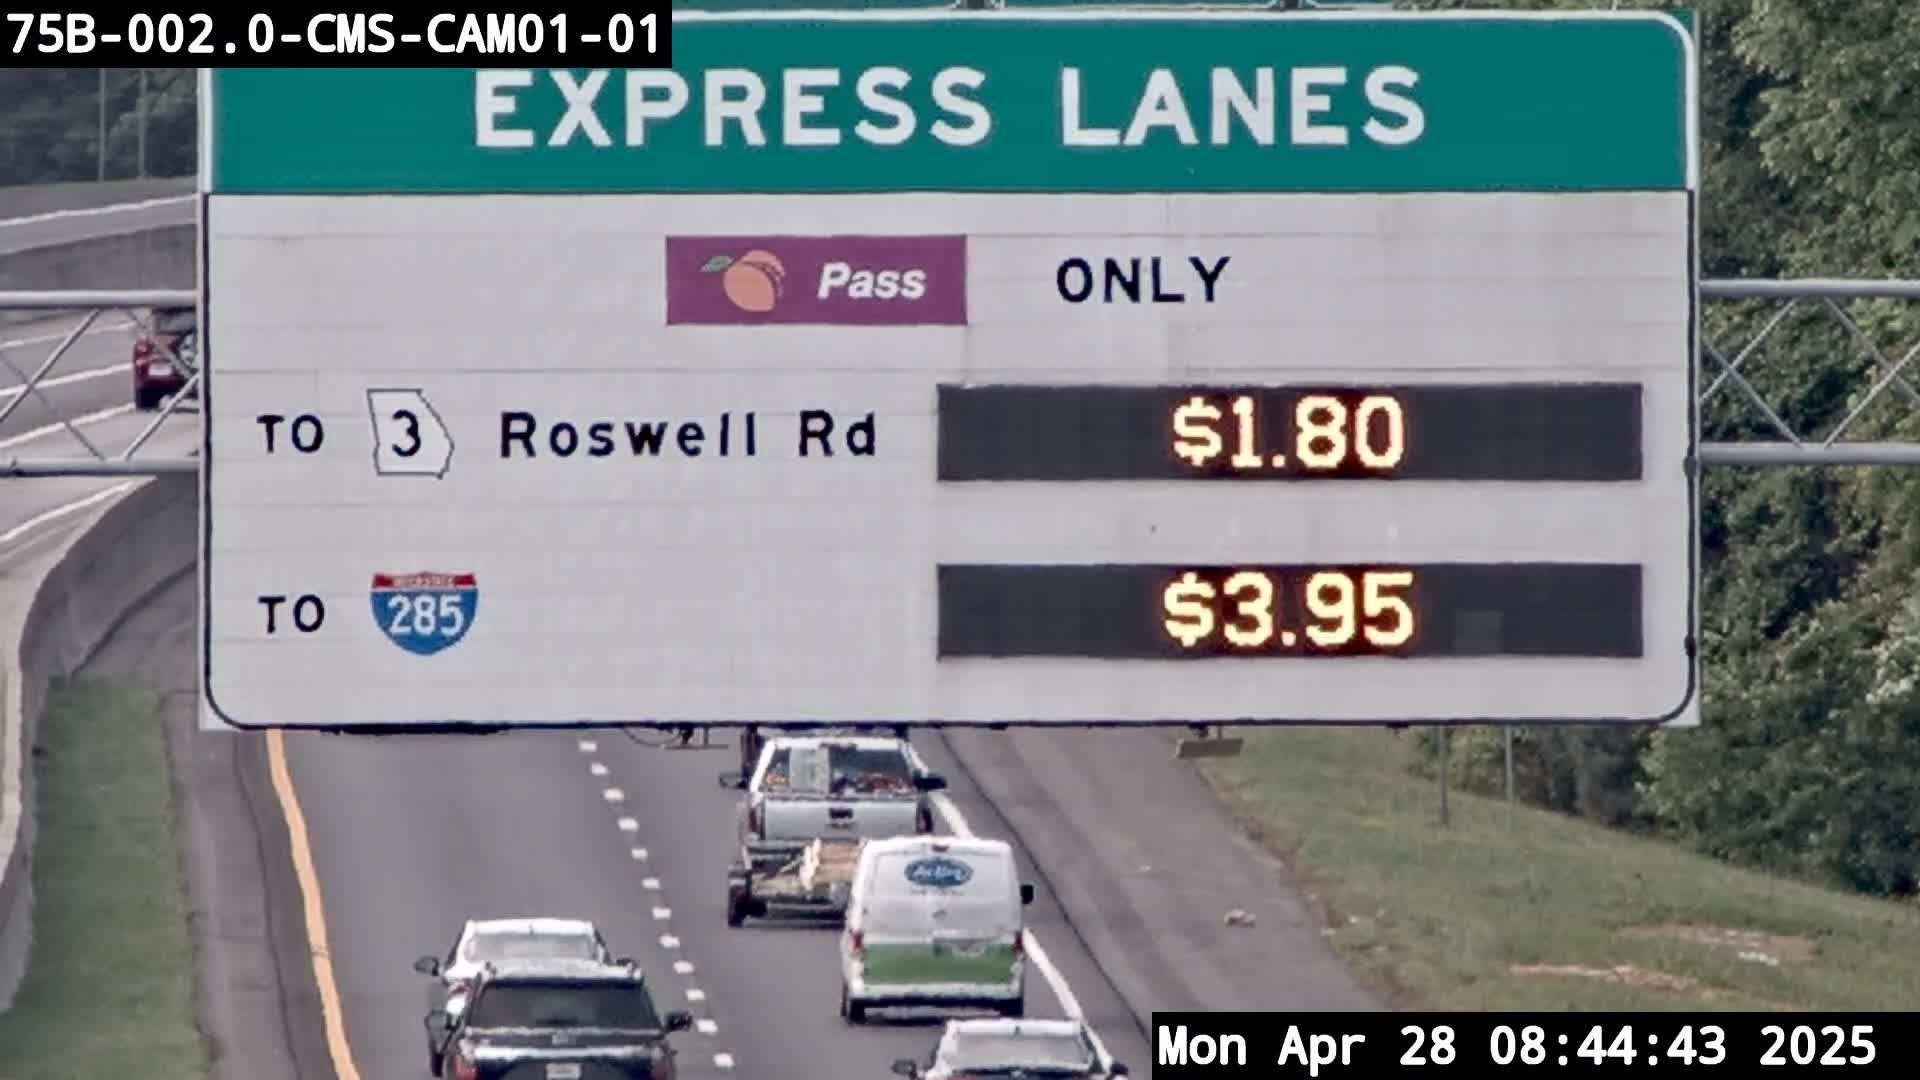 75B-002.0-CMS-CAM01-01
EXPRESS LANES
Pass ONLY
TO 3 Roswell Rd $1.80
INTERSTATE
TO 285 $3.95
Mon Apr 28 08:44:43 2025